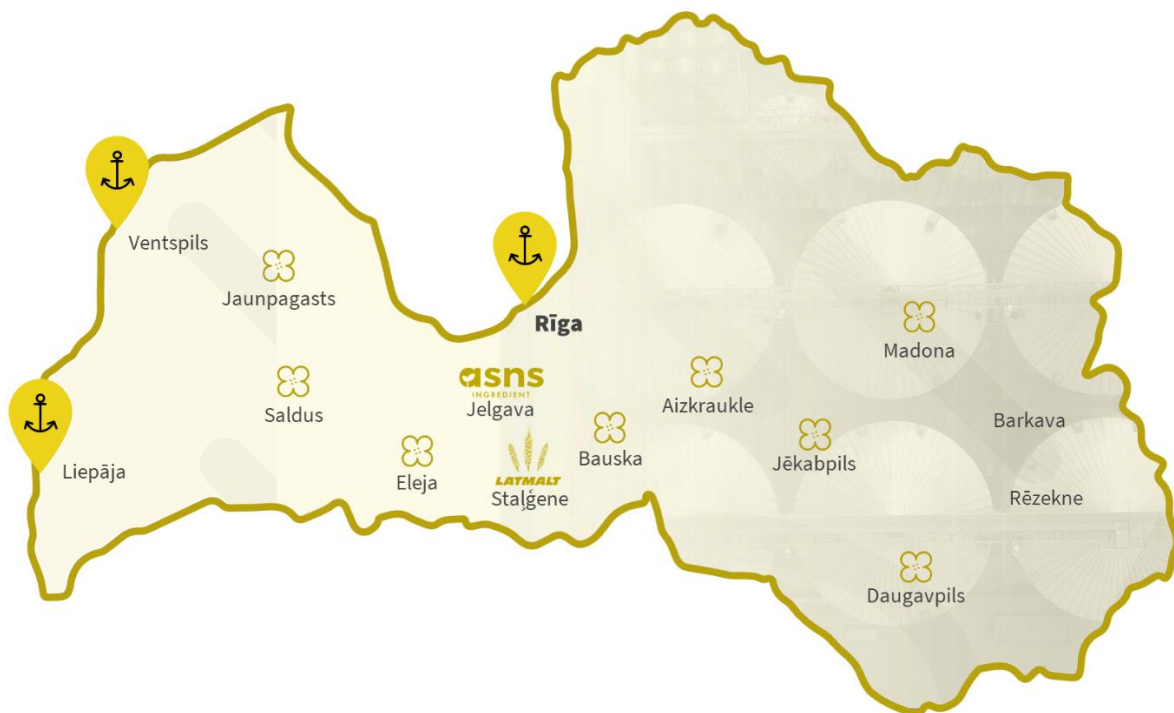 Ventspils
Jaunpagasts
Rīga
Madona
asns
INGREDIENT
Jelgava
Aizkraukle
Saldus
Barkava
Bauska
Jēkabpils
Liepāja
Eleja
LATMALT
Staļģene
Rēzekne
Daugavpils